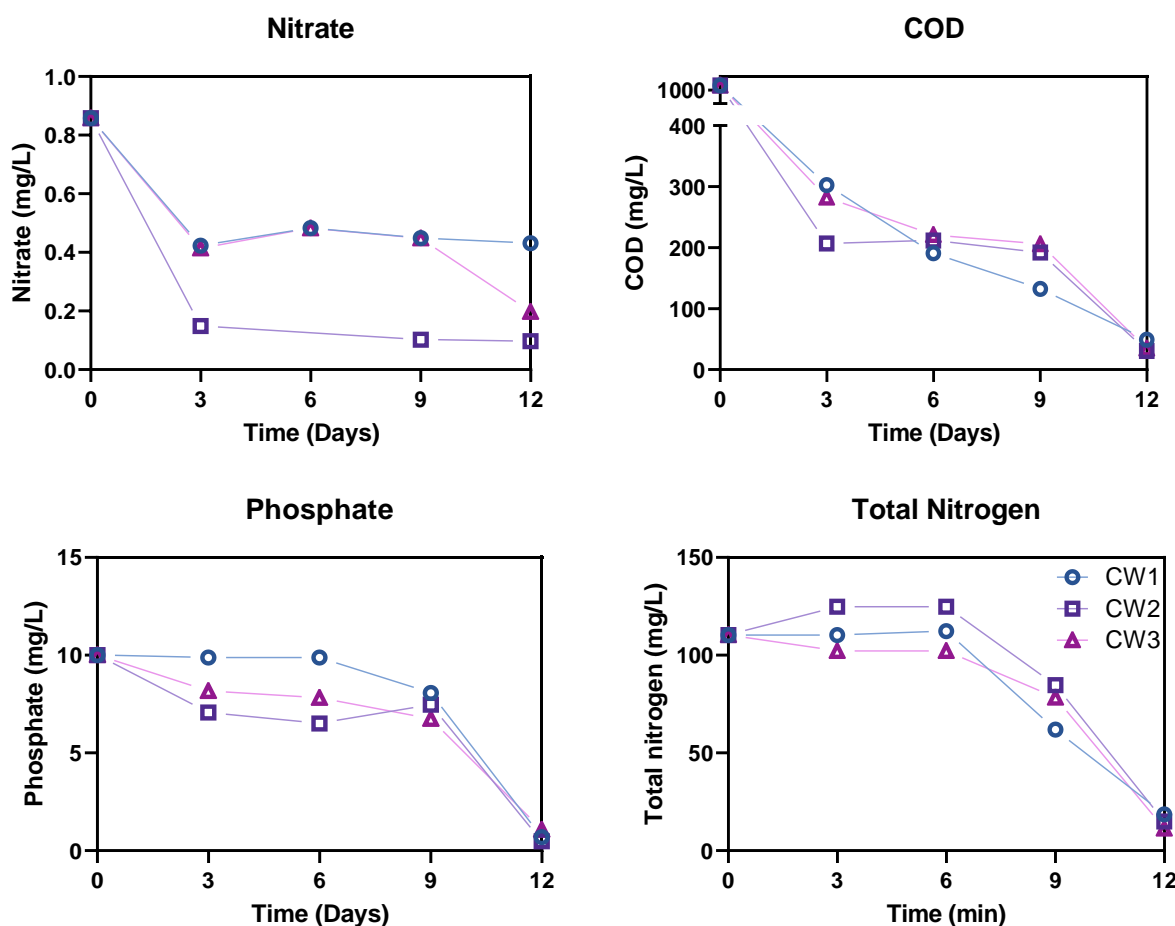 Nitrate
1.0
0.8
0.6
0.4
0.2
0.0
Nitrate (mg/L)
0 3 6 9 12
Time (Days)
COD
1000
400
300
200
100
0
COD (mg/L)
0 3 6 9 12
Time (Days)
Phosphate
15
10
5
0
Phosphate (mg/L)
0 3 6 9 12
Time (Days)
Total Nitrogen
150
100
50
0
Total nitrogen (mg/L)
CW1
CW2
CW3
0 3 6 9 12
Time (min)